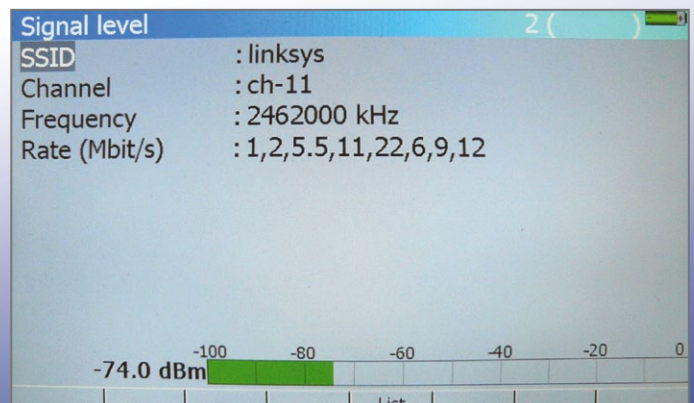 Signal level 2 ( )
SSID : linksys
Channel : ch-11
Frequency : 2462000 kHz
Rate (Mbit/s) : 1,2,5.5,11,22,6,9,12
-100 -80 -60 -40 -20 0
-74.0 dBm
List